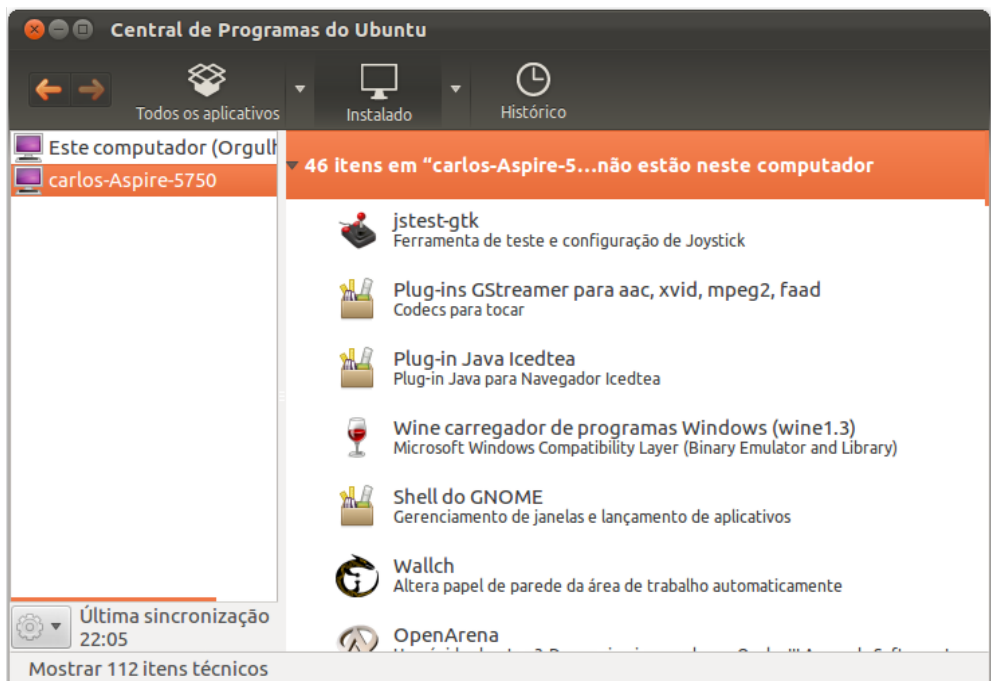 Central de Programas do Ubuntu
Todos os aplicativos
Instalado
Histórico
Este computador (Orgulh
carlos-Aspire-5750
46 itens em “carlos-Aspire-5...não estão neste computador
jstest-gtk
Ferramenta de teste e configuração de Joystick
Plug-ins GStreamer para aac, xvid, mpeg2, faad
Codecs para tocar
Plug-in Java Icedtea
Plug-in Java para Navegador Icedtea
Wine carregador de programas Windows (wine1.3)
Microsoft Windows Compatibility Layer (Binary Emulator and Library)
Shell do GNOME
Gerenciamento de janelas e lançamento de aplicativos
Wallch
Altera papel de parede da área de trabalho automaticamente
OpenArena
Última sincronização
22:05
Mostrar 112 itens técnicos